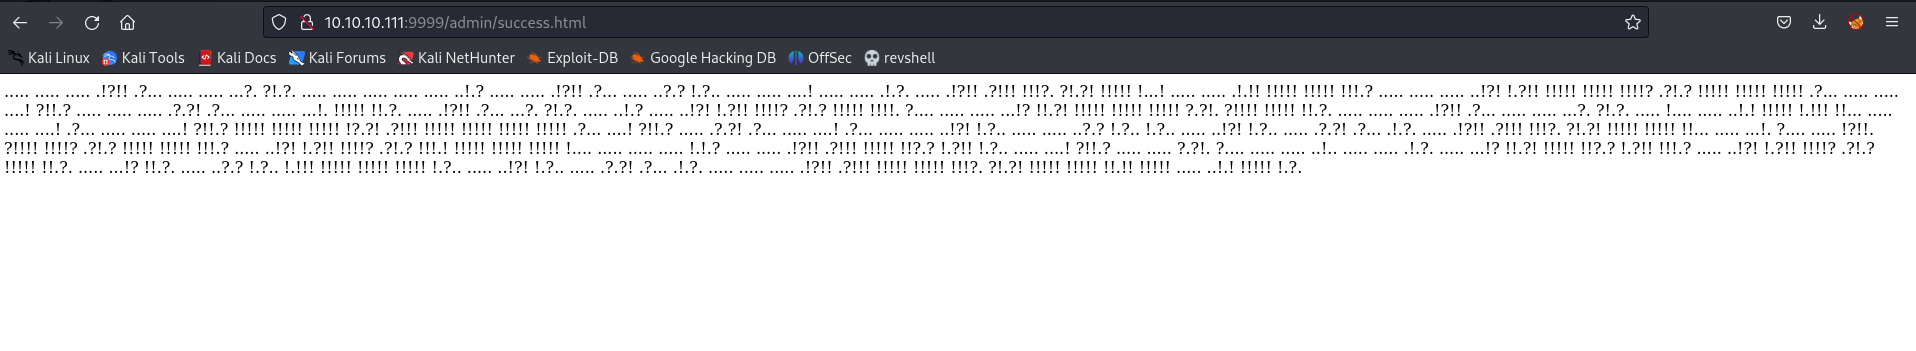 10.10.10.111:9999/admin/success.html
Kali Linux Kali Tools Kali Docs Kali Forums Kali NetHunter Exploit-DB Google Hacking DB OffSec revshell
..... ..... ..... .!?!! .?... ..... ..... ...?. ?!.?. ..... ..... ..... ..... ..... ..!.? ..... ..... .!?!! .?... ..... ..?.? !.?.. ..... ..... ....! ..... ..... .!.?. ..... .!?!! .?!!! !!!?. ?!.?! !!!!! !...! ..... ..... .!.!! !!!!! !!!!! !!!.? ..... ..... ..... ..!?! !.?!! !!!!! !!!!! !!!!? .?!.? !!!!! !!!!! !!!!! .?... ..... .....
....! ?!!.? ..... ..... ..... .?.?! .?... ..... ..... ...!. !!!!! !!.?. ..... .!?!! .?... ...?. ?!.?. ..... ..!.? ..... ..!?! !.?!! !!!!? .?!.? !!!!! !!!!. ?.... ..... ..... ...!? !!.?! !!!!! !!!!! !!!!! ?.?!. ?!!!! !!!!! !!.?. ..... ..... ..... .!?!! .?... ..... ..... ...?. ?!.?. ..... !.... ..... ..!.! !!!!! !.!!! !!... .....
..... ....! .?... ..... ..... ....! ?!!.? !!!!! !!!!! !!!!! !?.?! .?!!! !!!!! !!!!! !!!!! !!!!! .?... ....! ?!!.? ..... .?.?! .?... ..... ....! .?... ..... ..... ..!?! !.?.. ..... ..... ..?.? !.?.. !.?.. ..... ..!?! !.?.. ..... .?.?! .?... .!.?. ..... .!?!! .?!!! !!!?. ?!.?! !!!!! !!!!! !!... ..... ...!. ?.... ..... !?!!.
?!!!! !!!!? .?!.? !!!!! !!!!! !!!.? ..... ..!?! !.?!! !!!!? .?!.? !!!.! !!!!! !!!!! !!!!! !.... ..... ..... ..... !.!.? ..... ..... .!?!! .?!!! !!!!! !!?.? !.?!! !.?.. ..... ....! ?!!.? ..... ..... ?.?!. ?.... ..... ..... ..!.. ..... ..... .!.?. ..... ...!? !!.?! !!!!! !!?.? !.?!! !!!.? ..... ..!?! !.?!! !!!!? .?!.?
!!!!! !!.?. ..... ...!? !!.?. ..... ..?.? !.?.. !.!!! !!!!! !!!!! !!!!! !.?.. ..... ..!?! !.?.. ..... .?.?! .?... .!.?. ..... ..... ..... .!?!! .?!!! !!!!! !!!!! !!!?. ?!.?! !!!!! !!!!! !!.!! !!!!! ..... ..!.! !!!!! !.?.